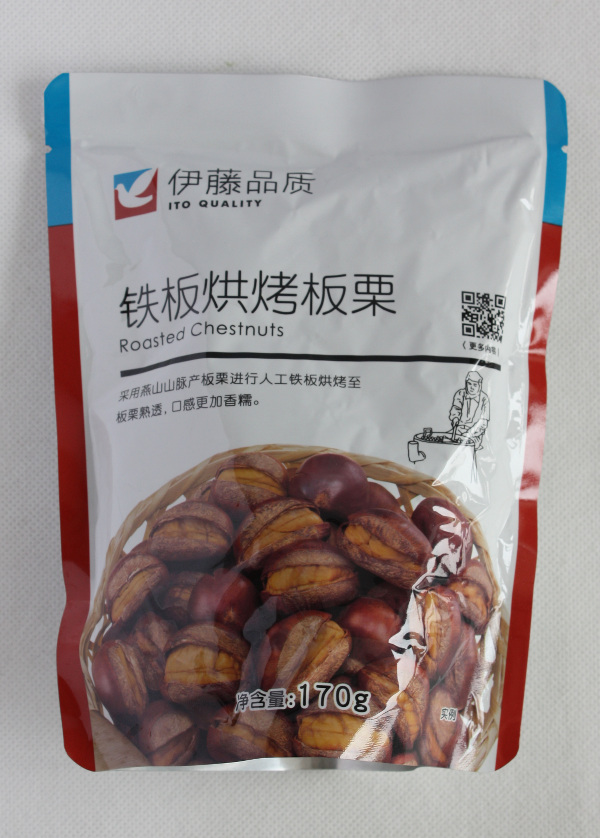 伊藤品质
ITO QUALITY
铁板烘烤板栗
Roasted Chestnuts
〈更多内容〉
采用燕山山脉产板栗进行人工铁板烘烤至
板栗熟透，口感更加香糯。
净含量:170g
实例